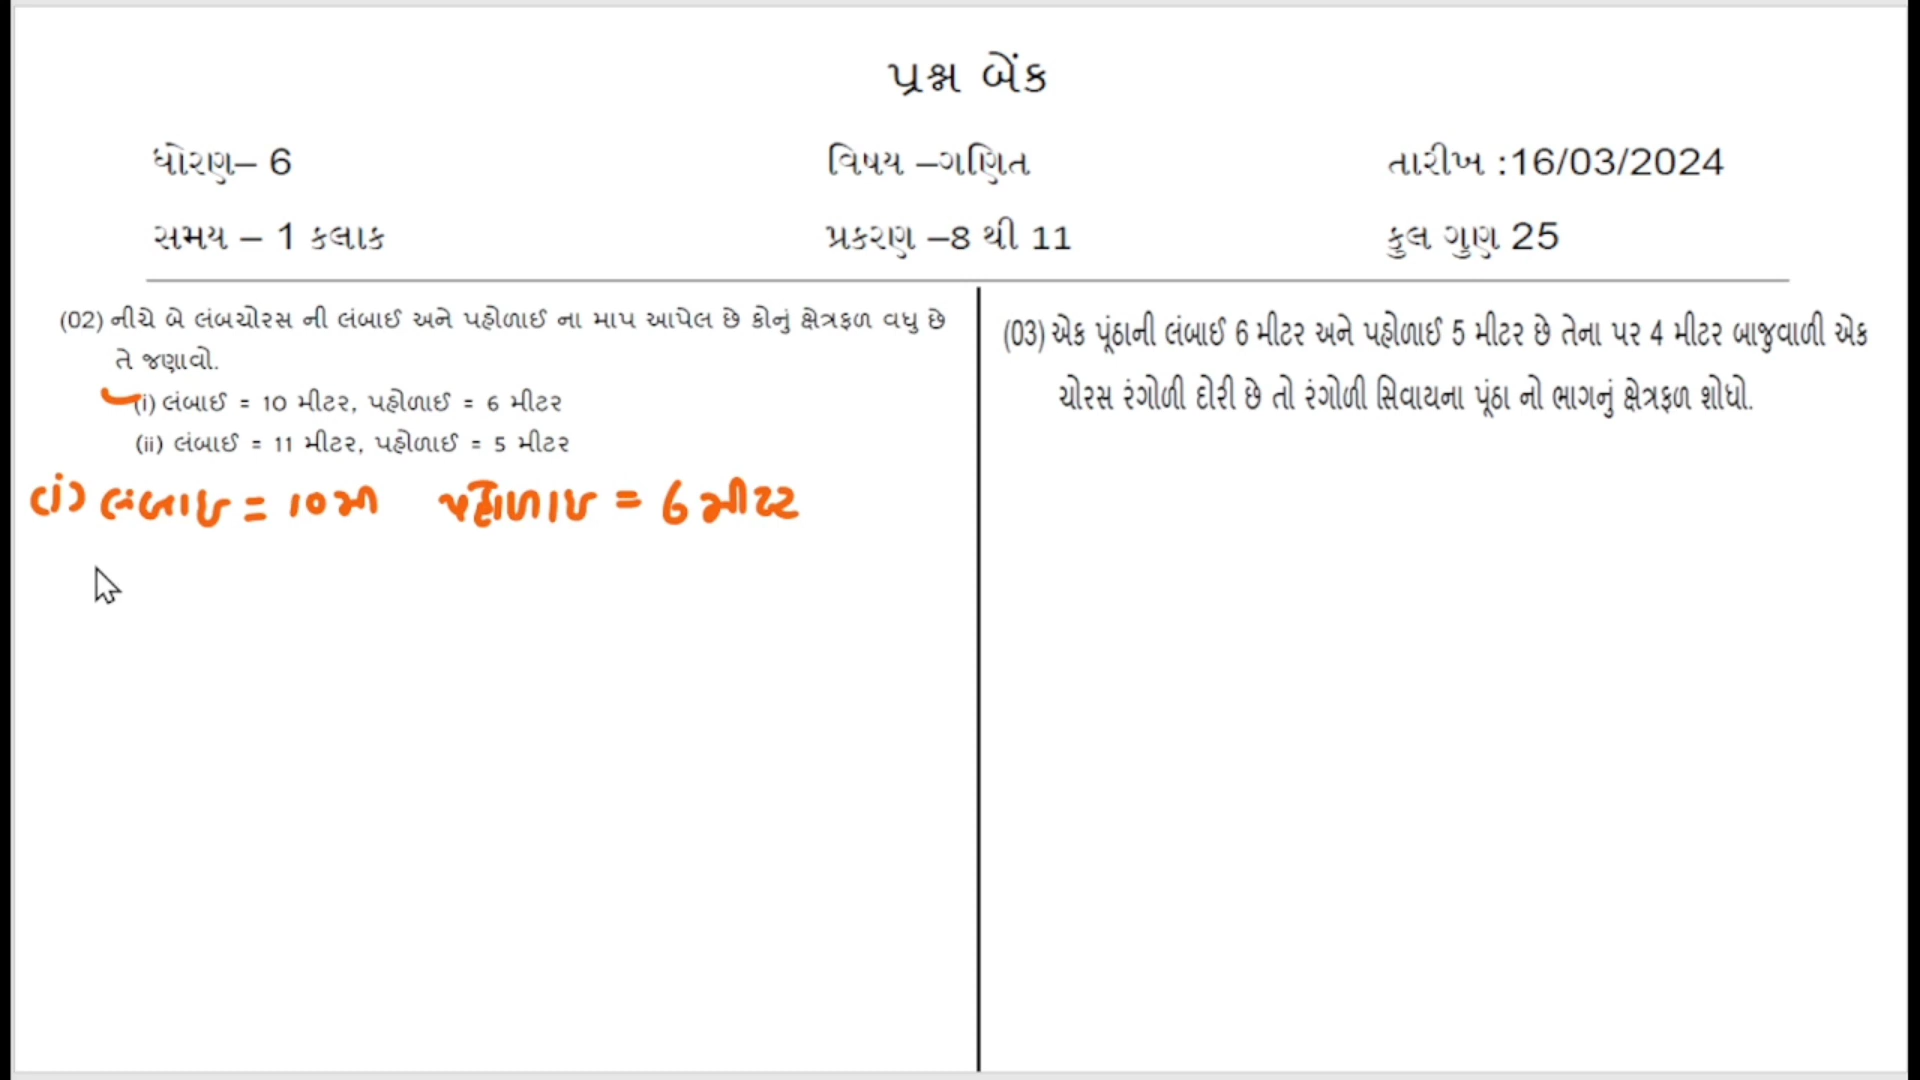 પ્રશ્ન બેંક
ધોરણ– 6 વિષય –ગણિત તારીખ :16/03/2024
સમય – 1 કલાક પ્રકરણ –8 થી 11 કુલ ગુણ 25
(02) નીચે બે લંબચોરસ ની લંબાઈ અને પહોળાઈ ના માપ આપેલ છે કોનું ક્ષેત્રફળ વધુ છે
તે જણાવો.
(i) લંબાઈ = 10 મીટર, પહોળાઈ = 6 મીટર
(ii) લંબાઈ = 11 મીટર, પહોળાઈ = 5 મીટર
(i) લંબાઈ = 10 મી પહોળાઈ = 6 મીટર
(03) એક પૂંઠાની લંબાઈ 6 મીટર અને પહોળાઈ 5 મીટર છે તેના પર 4 મીટર બાજુવાળી એક
ચોરસ રંગોળી દોરી છે તો રંગોળી સિવાયના પૂંઠા નો ભાગનું ક્ષેત્રફળ શોધો.